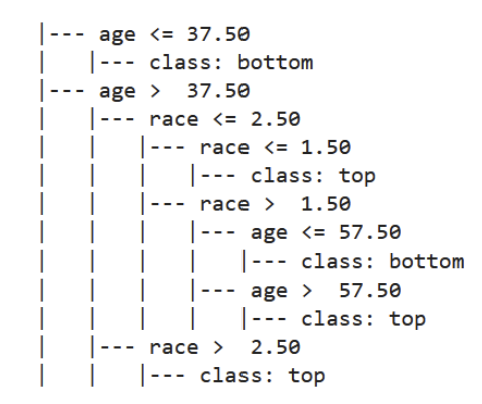 |--- age <= 37.50
|   |--- class: bottom
|--- age >  37.50
|   |--- race <= 2.50
|   |   |--- race <= 1.50
|   |   |   |--- class: top
|   |   |--- race >  1.50
|   |   |   |--- age <= 57.50
|   |   |   |   |--- class: bottom
|   |   |   |--- age >  57.50
|   |   |   |   |--- class: top
|   |--- race >  2.50
|   |   |--- class: top